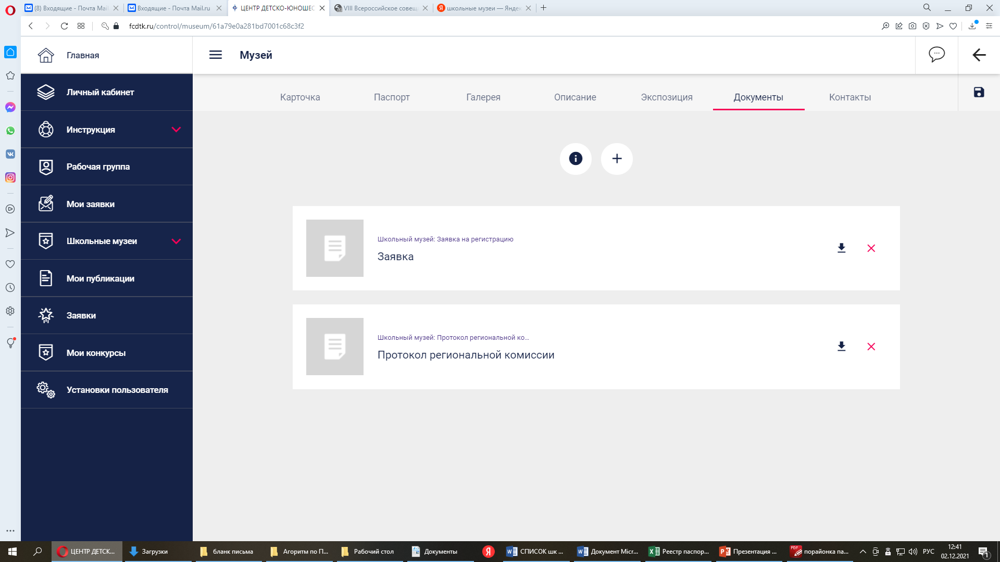 (8) Входящие - Почта Mail
Входящие - Почта Mail.ru
ЦЕНТР ДЕТСКО-ЮНОШЕС
VIII Всероссийское совещ
школьные музеи — Яндек
fcdtk.ru/control/museum/61a79e0a281bd7001c68c3f2
Главная
Музей
Личный кабинет
Инструкция
Рабочая группа
Мои заявки
Школьные музеи
Мои публикации
Заявки
Мои конкурсы
Установки пользователя
Карточка
Паспорт
Галерея
Описание
Экспозиция
Документы
Контакты
Школьный музей: Заявка на регистрацию
Заявка
Школьный музей: Протокол региональной ко...
Протокол региональной комиссии
ЦЕНТР ДЕТСК...
Загрузки
бланк письма
Агоритм по П...
Рабочий стол
Документы
СПИСОК шк ...
Документ Micr...
Реестр паспор...
Презентация ...
порайонка па...
РУС
12:41
02.12.2021
1